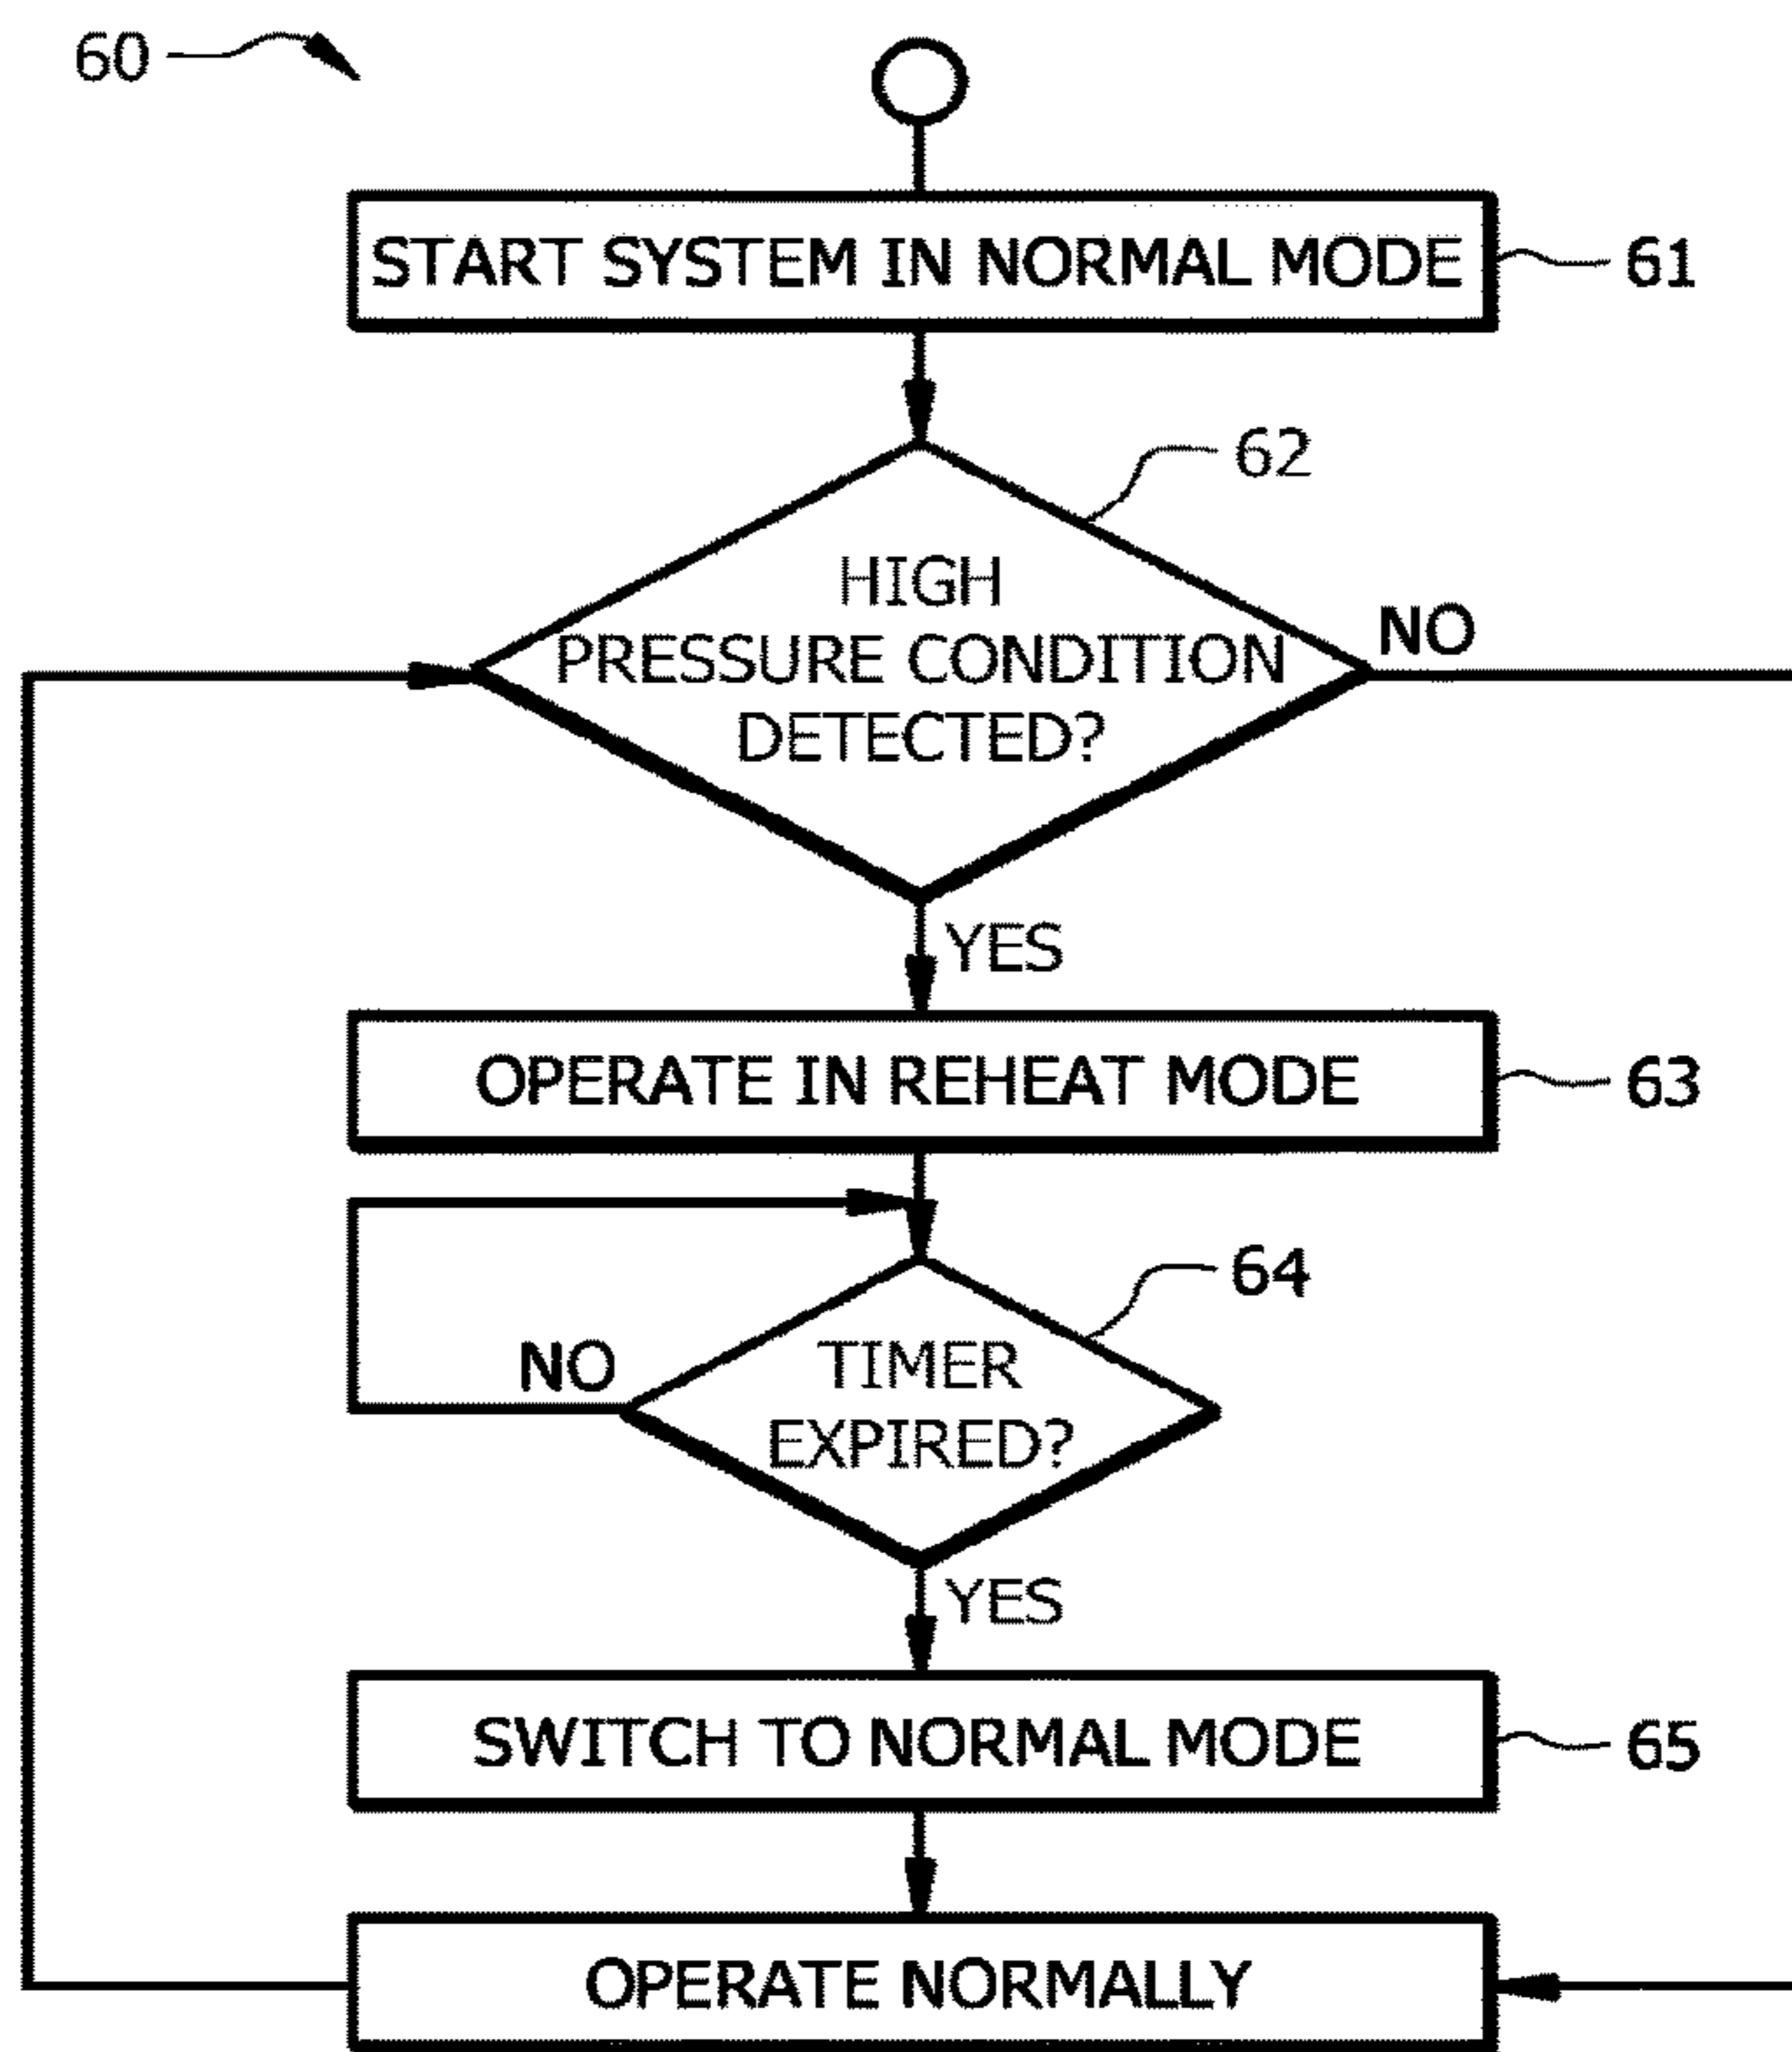 60
START SYSTEM IN NORMAL MODE
61
62
HIGH
PRESSURE CONDITION
DETECTED?
NO
YES
OPERATE IN REHEAT MODE
63
64
TIMER
EXPIRED?
NO
YES
SWITCH TO NORMAL MODE
65
OPERATE NORMALLY